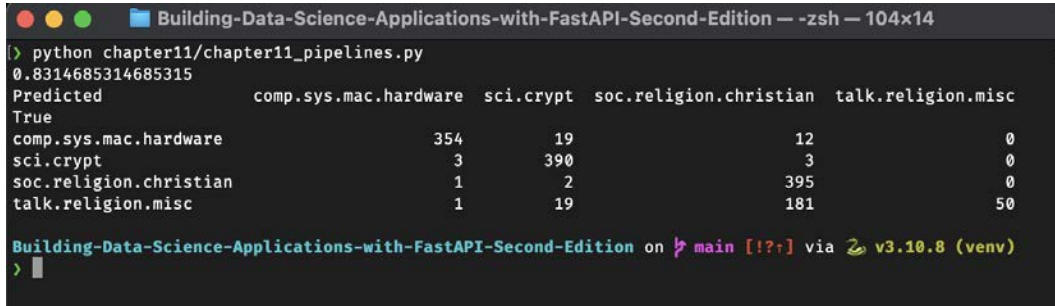 Building-Data-Science-Applications-with-FastAPI-Second-Edition — -zsh — 104×14
[❯ python chapter11/chapter11_pipelines.py
0.8314685314685315
Predicted comp.sys.mac.hardware sci.crypt soc.religion.christian talk.religion.misc
True
comp.sys.mac.hardware 354 19 12 0
sci.crypt 3 390 3 0
soc.religion.christian 1 2 395 0
talk.religion.misc 1 19 181 50
Building-Data-Science-Applications-with-FastAPI-Second-Edition on main [!?↑] via 🐍 v3.10.8 (venv)
❯